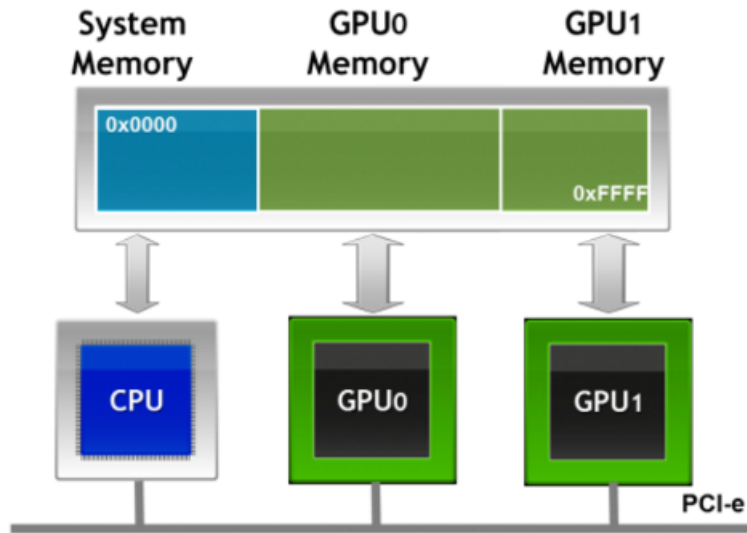 System Memory
GPU0 Memory
GPU1 Memory
0x0000
0xFFFF
CPU
GPU0
GPU1
PCI-e